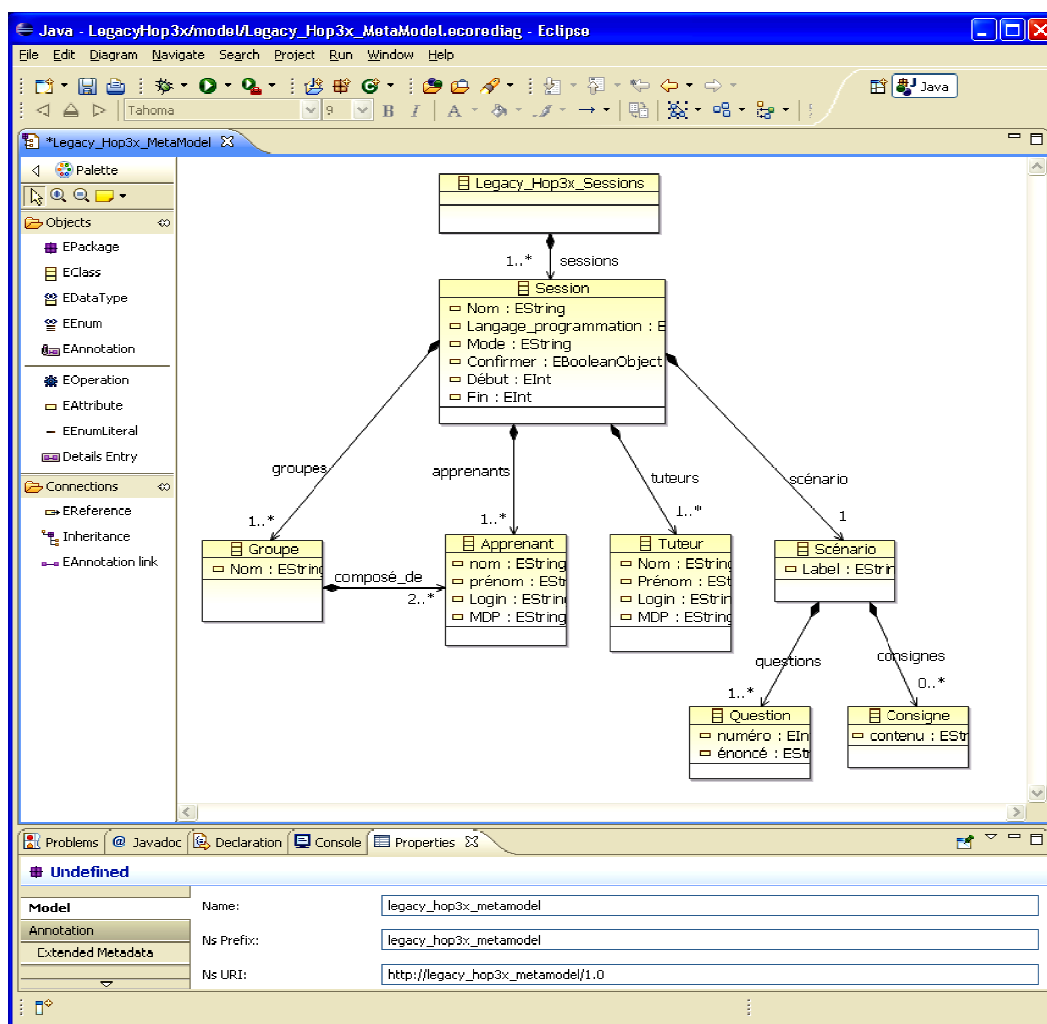 Java - LegacyHop3x/model/Legacy_Hop3x_MetaModel.ecorediag - Eclipse
File Edit Diagram Navigate Search Project Run Window Help
Java
Tahoma 9 B I A
*Legacy_Hop3x_MetaModel
Palette
Objects
EPackage
EClass
EDataType
EEnum
EAnnotation
EOperation
EAttribute
EEnumLiteral
Details Entry
Connections
EReference
Inheritance
EAnnotation link
Legacy_Hop3x_Sessions
1..* sessions
Session
Nom : EString
Langage_programmation : E
Mode : EString
Confirmer : EBooleanObject
Début : EInt
Fin : EInt
groupes
apprenants
tuteurs
scénario
1..*
1..*
1..*
1
Groupe
Nom : EString
composé_de
2..*
Apprenant
nom : EString
prénom : EStr
Login : EString
MDP : EString
Tuteur
Nom : EString
Prénom : EST
Login : EStrin
MDP : EString
Scénario
Label : EStrin
questions
consignes
1..*
0..*
Question
numéro : EIn
énoncé : EStr
Consigne
contenu : EStr
Problems @ Javadoc Declaration Console Properties
Undefined
Model
Annotation
Extended Metadata
Name: legacy_hop3x_metamodel
Ns Prefix: legacy_hop3x_metamodel
Ns URI: http://legacy_hop3x_metamodel/1.0